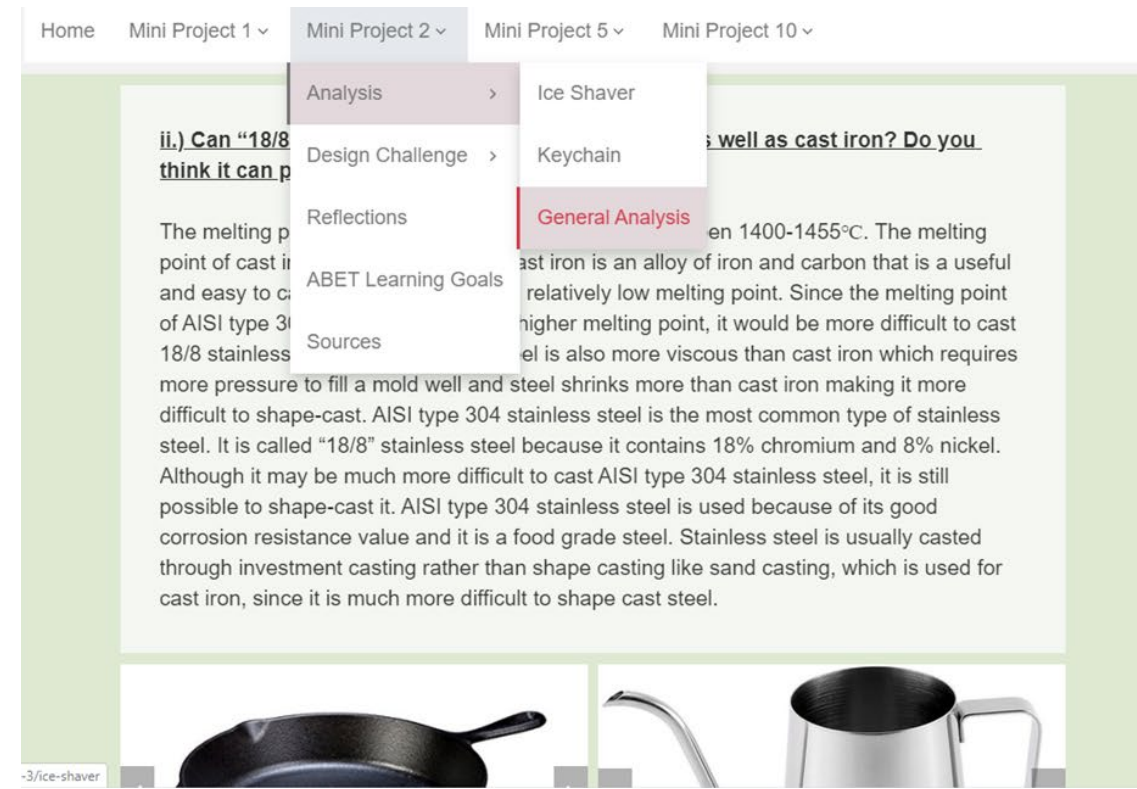 Home Mini Project 1 Mini Project 2 Mini Project 5 Mini Project 10
Analysis
Design Challenge
Reflections
ABET Learning Goals
Sources
Ice Shaver
Keychain
General Analysis
ii.) Can “18/8 well as cast iron? Do you
think it can
The melting 1400-1455°C. The melting
point of cast iron is an alloy of iron and carbon that is a useful
and easy to relatively low melting point. Since the melting point
of AISI type higher melting point, it would be more difficult to cast
18/8 stainless is also more viscous than cast iron which requires
more pressure to fill a mold well and steel shrinks more than cast iron making it more
difficult to shape-cast. AISI type 304 stainless steel is the most common type of stainless
steel. It is called “18/8” stainless steel because it contains 18% chromium and 8% nickel.
Although it may be much more difficult to cast AISI type 304 stainless steel, it is still
possible to shape-cast it. AISI type 304 stainless steel is used because of its good
corrosion resistance value and it is a food grade steel. Stainless steel is usually casted
through investment casting rather than shape casting like sand casting, which is used for
cast iron, since it is much more difficult to shape cast steel.
-3/ice-shaver